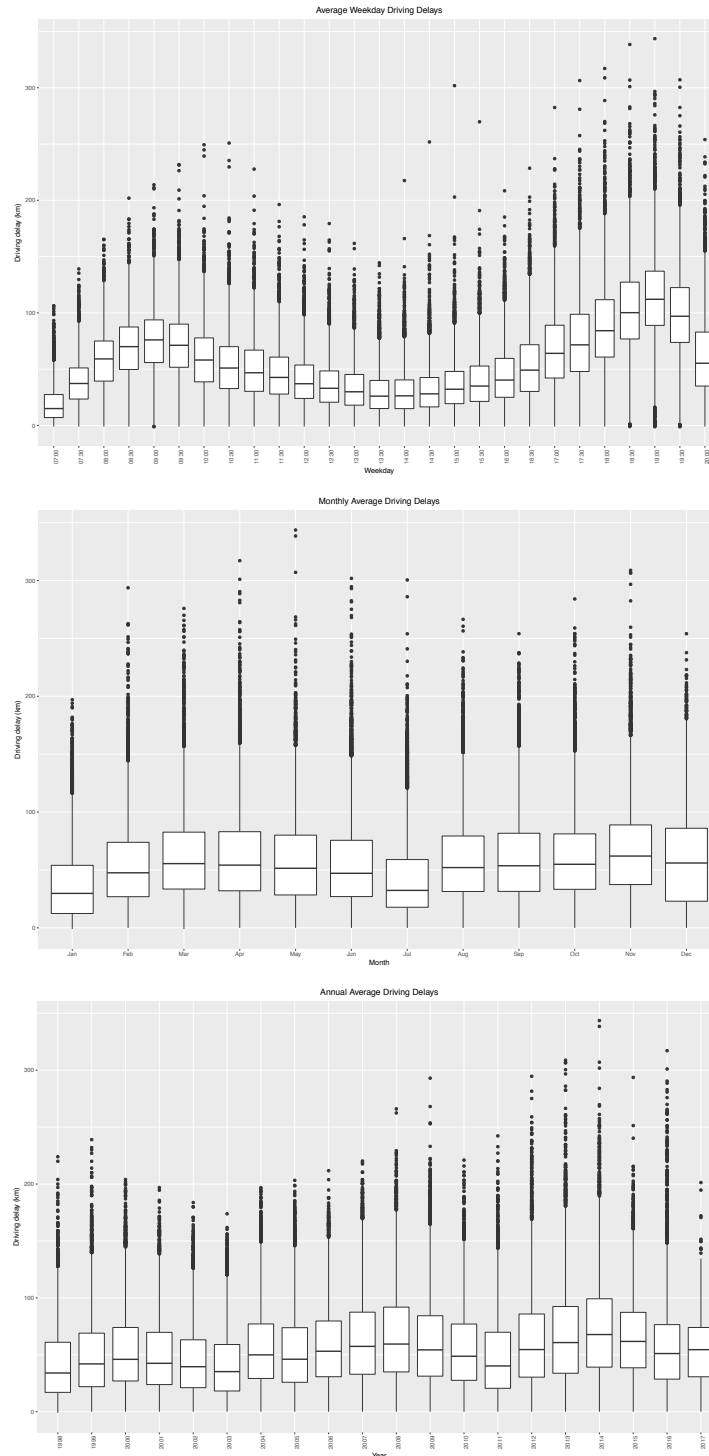 Average Weekday Driving Delays
Driving delay (km)
300
200
100
0
07:00 07:30 08:00 08:30 09:00 09:30 10:00 10:30 11:00 11:30 12:00 12:30 13:00 13:30 14:00 14:30 15:00 15:30 16:00 16:30 17:00 17:30 18:00 18:30 19:00 19:30 20:00
Weekday
Monthly Average Driving Delays
Driving delay (km)
300
200
100
0
Jan Feb Mar Apr May Jun Jul Aug Sep Oct Nov Dec
Month
Annual Average Driving Delays
Driving delay (km)
300
200
100
0
1998 1999 2000 2001 2002 2003 2004 2005 2006 2007 2008 2009 2010 2011 2012 2013 2014 2015 2016 2017
Year